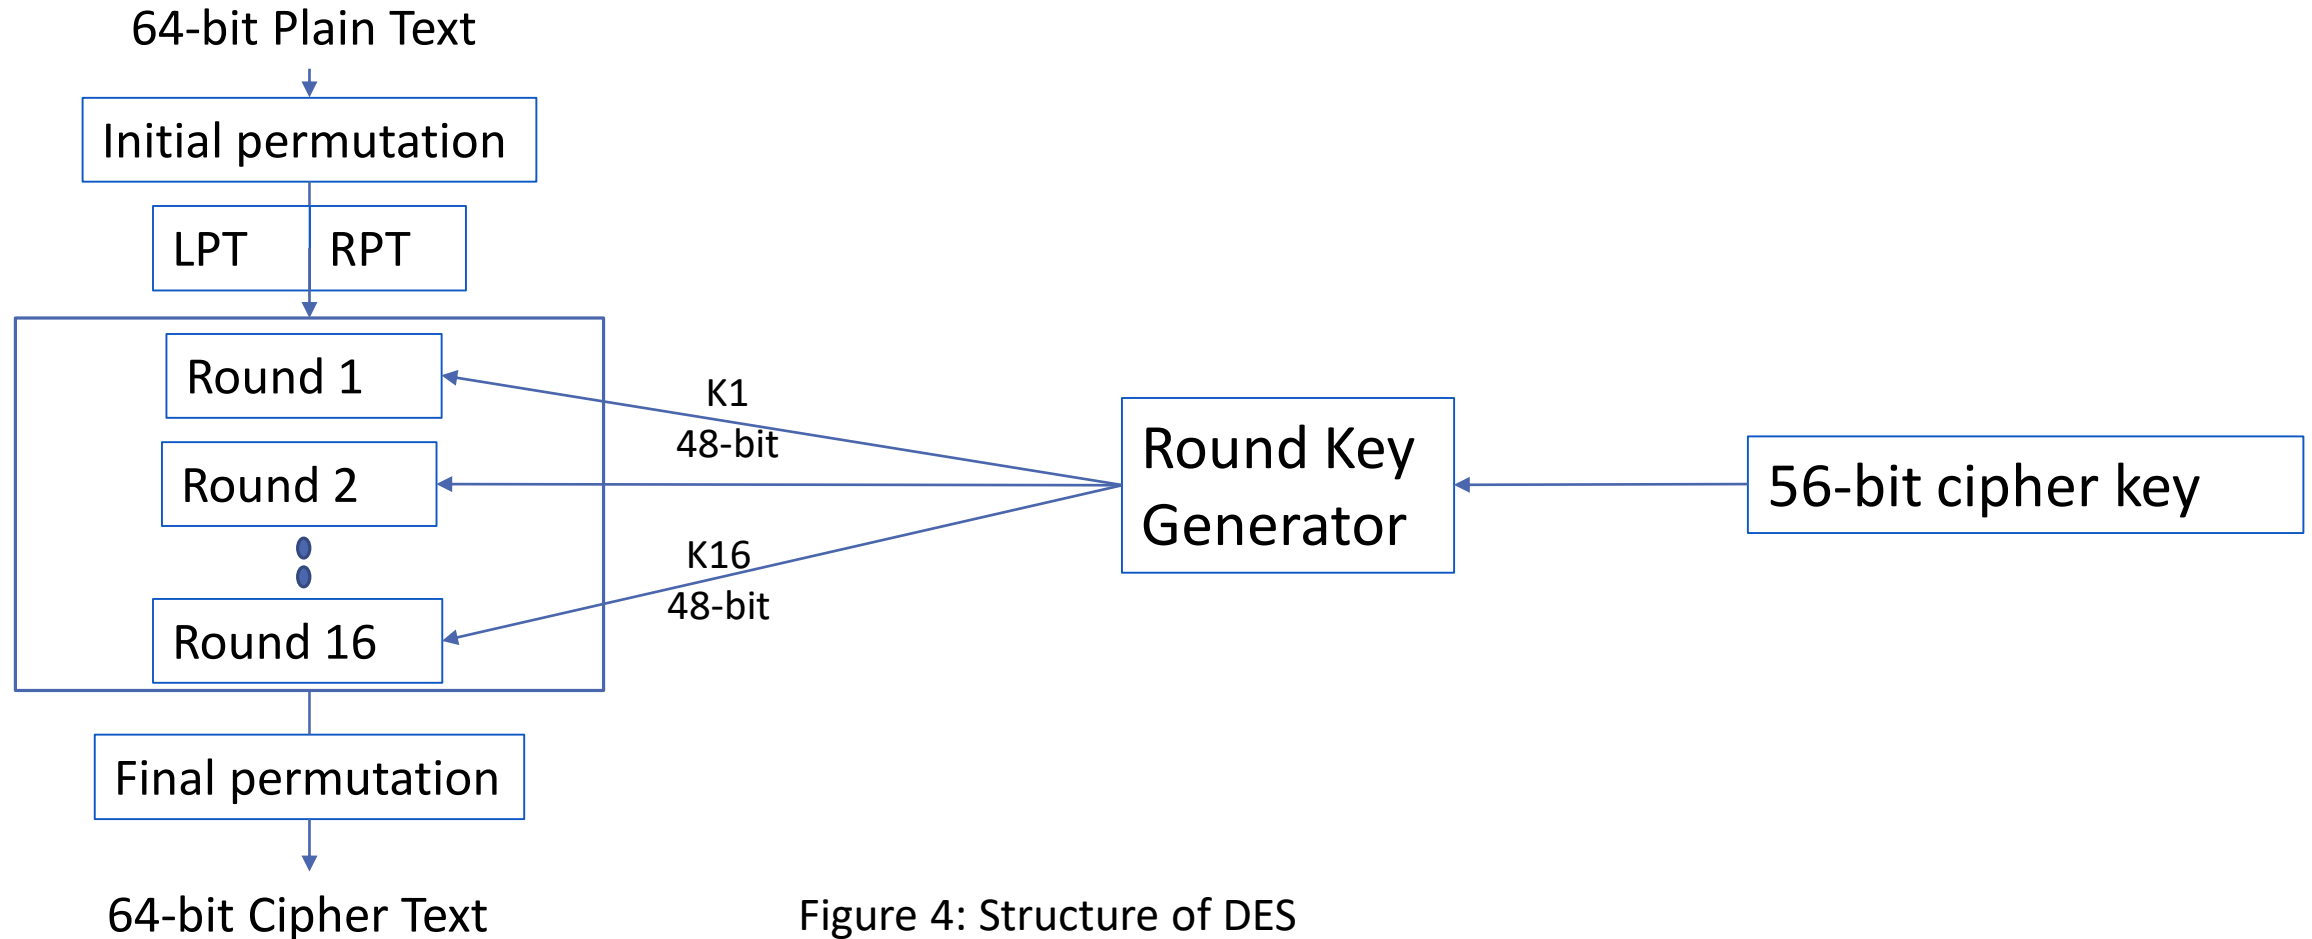 64-bit Plain Text
Initial permutation
LPT RPT
Round 1
Round 2
Round 16
Final permutation
64-bit Cipher Text
K1
48-bit
K16
48-bit
Round Key
Generator
56-bit cipher key
Figure 4: Structure of DES